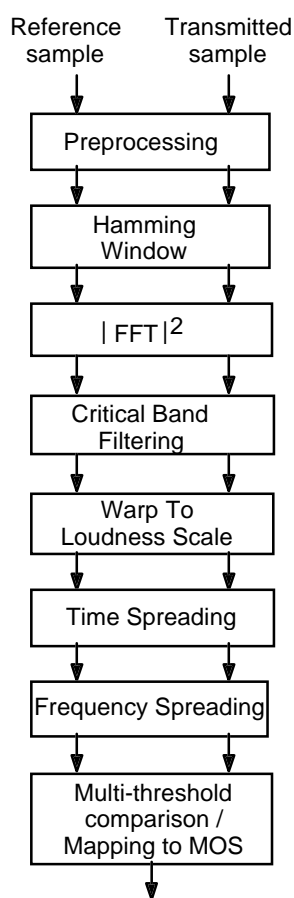 Reference Transmitted
sample sample
Preprocessing
Hamming
Window
| FFT |2
Critical Band
Filtering
Warp To
Loudness Scale
Time Spreading
Frequency Spreading
Multi-threshold
comparison /
Mapping to MOS